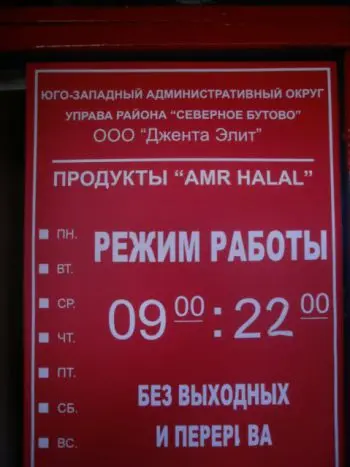 ЮГО-ЗАПАДНЫЙ АДМИНИСТРАТИВНЫЙ ОКРУГ
УПРАВА РАЙОНА "СЕВЕРНОЕ БУТОВО"
ООО "Джента Элит"
ПРОДУКТЫ "AMR HALAL"
ПН.
ВТ.
СР.
ЧТ.
ПТ.
СБ.
ВС.
РЕЖИМ РАБОТЫ
09 00 : 22 00
БЕЗ ВЫХОДНЫХ
И ПЕРЕРІ ВА